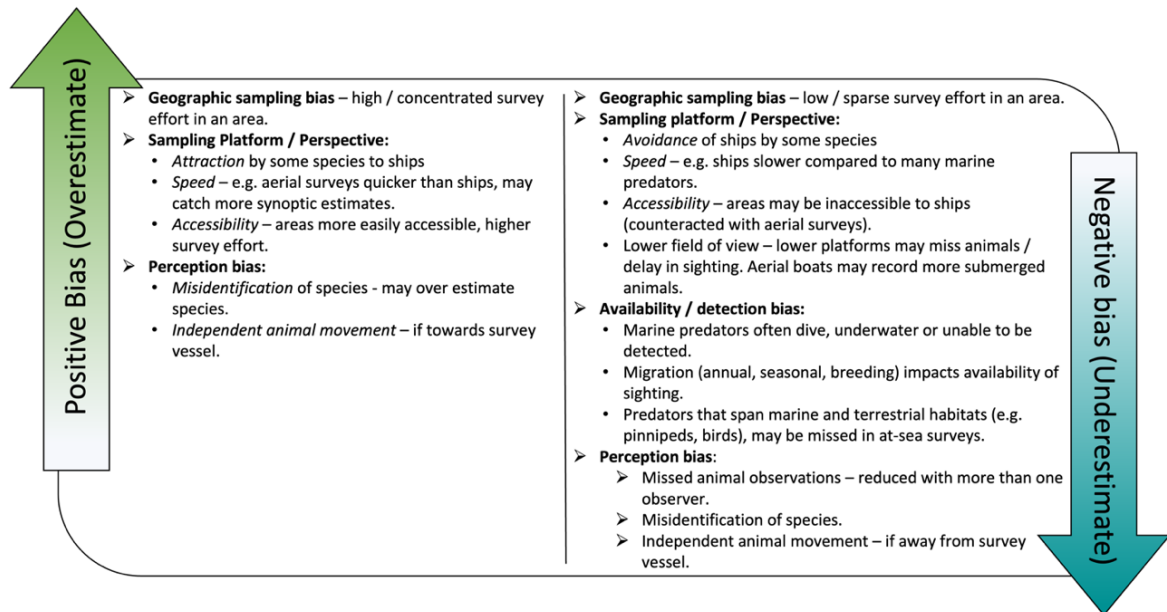 Positive Bias (Overestimate)
➢ Geographic sampling bias – high / concentrated survey
effort in an area.
➢ Sampling Platform / Perspective:
• Attraction by some species to ships
• Speed – e.g. aerial surveys quicker than ships, may
catch more synoptic estimates.
• Accessibility – areas more easily accessible, higher
survey effort.
➢ Perception bias:
• Misidentification of species - may over estimate
species.
• Independent animal movement – if towards survey
vessel.
➢ Geographic sampling bias – low / sparse survey effort in an area.
➢ Sampling platform / Perspective:
• Avoidance of ships by some species
• Speed – e.g. ships slower compared to many marine
predators.
• Accessibility – areas may be inaccessible to ships
(counteracted with aerial surveys).
• Lower field of view – lower platforms may miss animals /
delay in sighting. Aerial boats may record more submerged
animals.
➢ Availability / detection bias:
• Marine predators often dive, underwater or unable to be
detected.
• Migration (annual, seasonal, breeding) impacts availability of
sighting.
• Predators that span marine and terrestrial habitats (e.g.
pinnipeds, birds), may be missed in at-sea surveys.
➢ Perception bias:
➢ Missed animal observations – reduced with more than one
observer.
➢ Misidentification of species.
➢ Independent animal movement – if away from survey
vessel.
Negative bias (Underestimate)